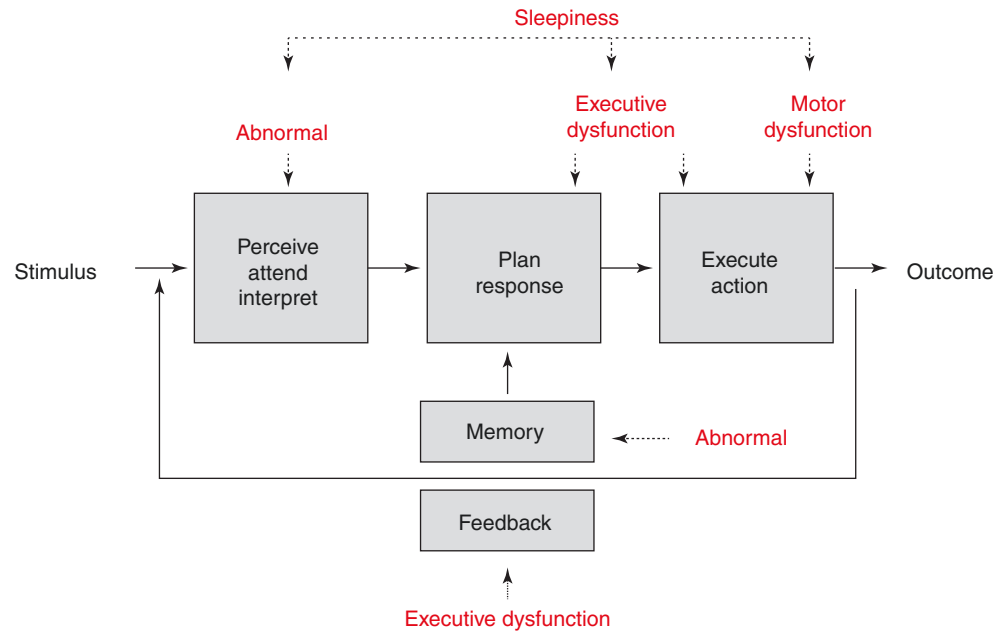 Sleepiness
Executive
dysfunction
Motor
dysfunction
Abnormal
Stimulus
Perceive
attend
interpret
Plan
response
Execute
action
Outcome
Memory
Abnormal
Feedback
Executive dysfunction